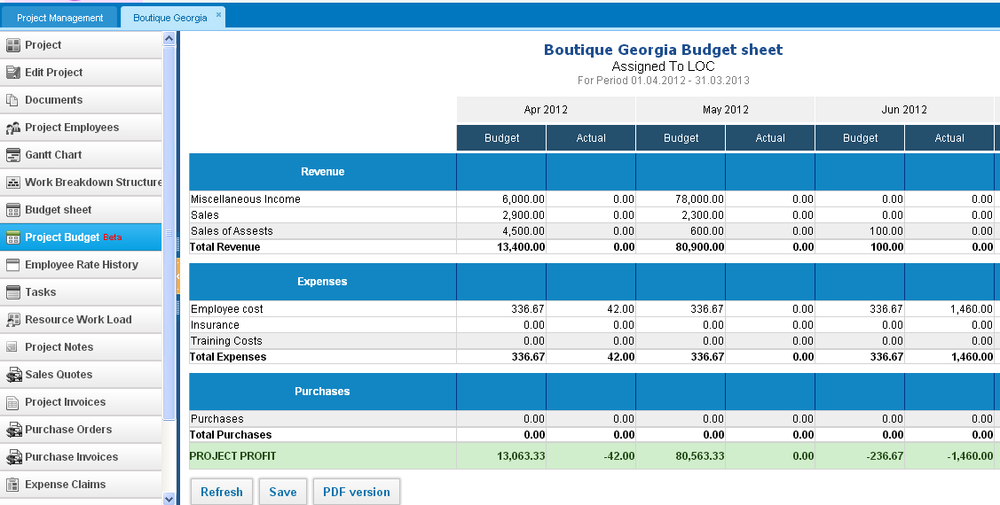 Project Management Boutique Georgia ×
Project
Edit Project
Documents
Project Employees
Gantt Chart
Work Breakdown Structure
Budget sheet
Project Budget Beta
Employee Rate History
Tasks
Resource Work Load
Project Notes
Sales Quotes
Project Invoices
Purchase Orders
Purchase Invoices
Expense Claims
Boutique Georgia Budget sheet
Assigned To LOC
For Period 01.04.2012 - 31.03.2013
Apr 2012 May 2012 Jun 2012
Budget Actual Budget Actual Budget Actual
Revenue
Miscellaneous Income 6,000.00 0.00 78,000.00 0.00 0.00 0.00
Sales 2,900.00 0.00 2,300.00 0.00 0.00 0.00
Sales of Assests 4,500.00 0.00 600.00 0.00 100.00 0.00
Total Revenue 13,400.00 0.00 80,900.00 0.00 100.00 0.00
Expenses
Employee cost 336.67 42.00 336.67 0.00 336.67 1,460.00
Insurance 0.00 0.00 0.00 0.00 0.00 0.00
Training Costs 0.00 0.00 0.00 0.00 0.00 0.00
Total Expenses 336.67 42.00 336.67 0.00 336.67 1,460.00
Purchases
Purchases 0.00 0.00 0.00 0.00 0.00 0.00
Total Purchases 0.00 0.00 0.00 0.00 0.00 0.00
PROJECT PROFIT 13,063.33 -42.00 80,563.33 0.00 -236.67 -1,460.00
Refresh Save PDF version